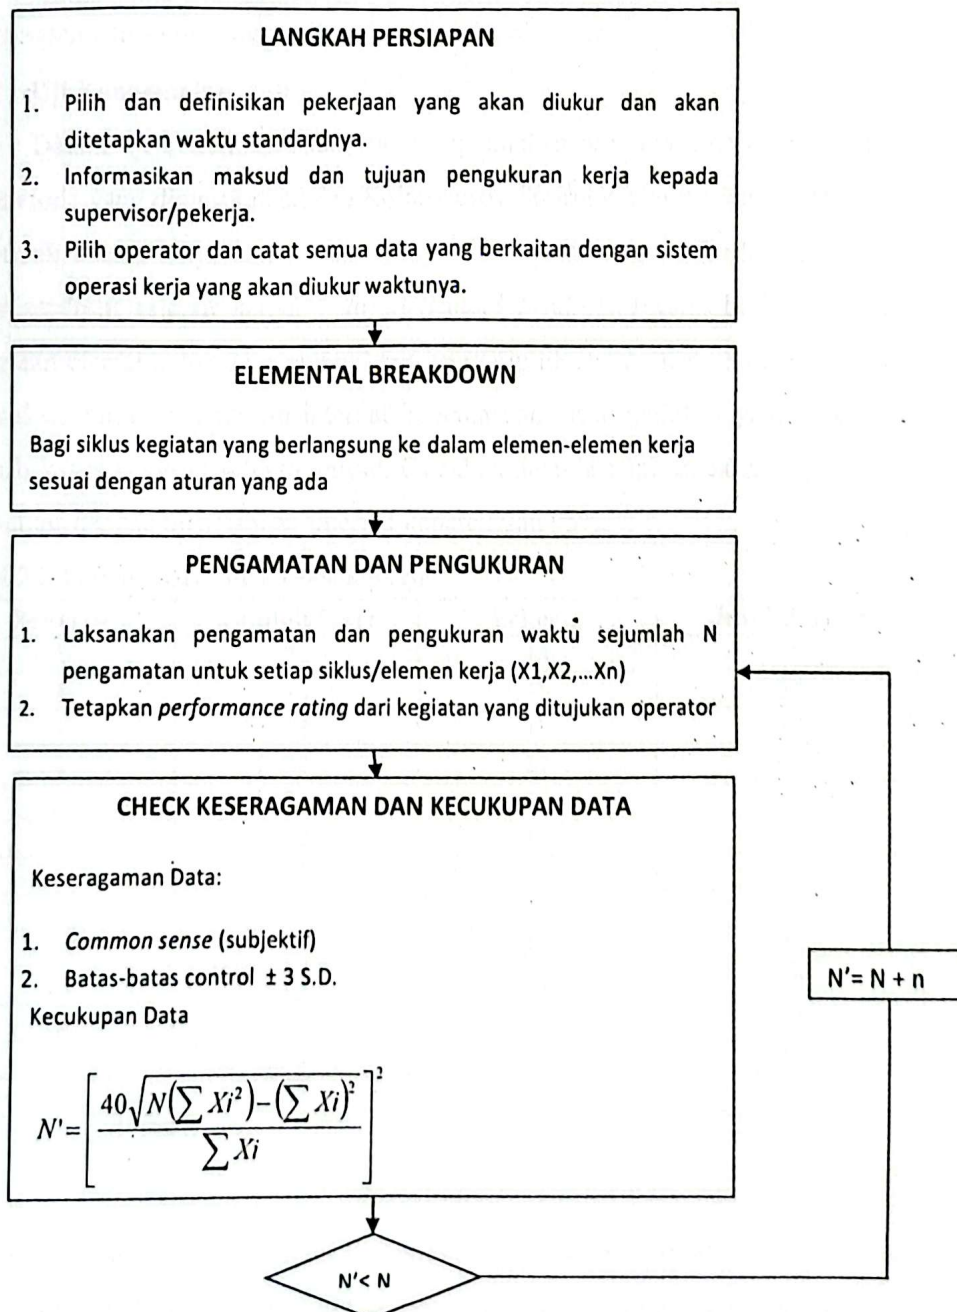 LANGKAH PERSIAPAN
1. Pilih dan definisikan pekerjaan yang akan diukur dan akan
ditetapkan waktu standardnya.
2. Informasikan maksud dan tujuan pengukuran kerja kepada
supervisor/pekerja.
3. Pilih operator dan catat semua data yang berkaitan dengan sistem
operasi kerja yang akan diukur waktunya.
ELEMENTAL BREAKDOWN
Bagi siklus kegiatan yang berlangsung ke dalam elemen-elemen kerja
sesuai dengan aturan yang ada
PENGAMATAN DAN PENGUKURAN
1. Laksanakan pengamatan dan pengukuran waktu sejumlah N
pengamatan untuk setiap siklus/elemen kerja (X1,X2,...Xn)
2. Tetapkan performance rating dari kegiatan yang ditujukan operator
CHECK KESERAGAMAN DAN KECUKUPAN DATA
Keseragaman Data:
1. Common sense (subjektif)
2. Batas-batas control ± 3 S.D.
Kecukupan Data
N'= [ 40√N(∑ Xi²)−(∑ Xi)² / ∑ Xi ]²
N'= N + n
N'< N